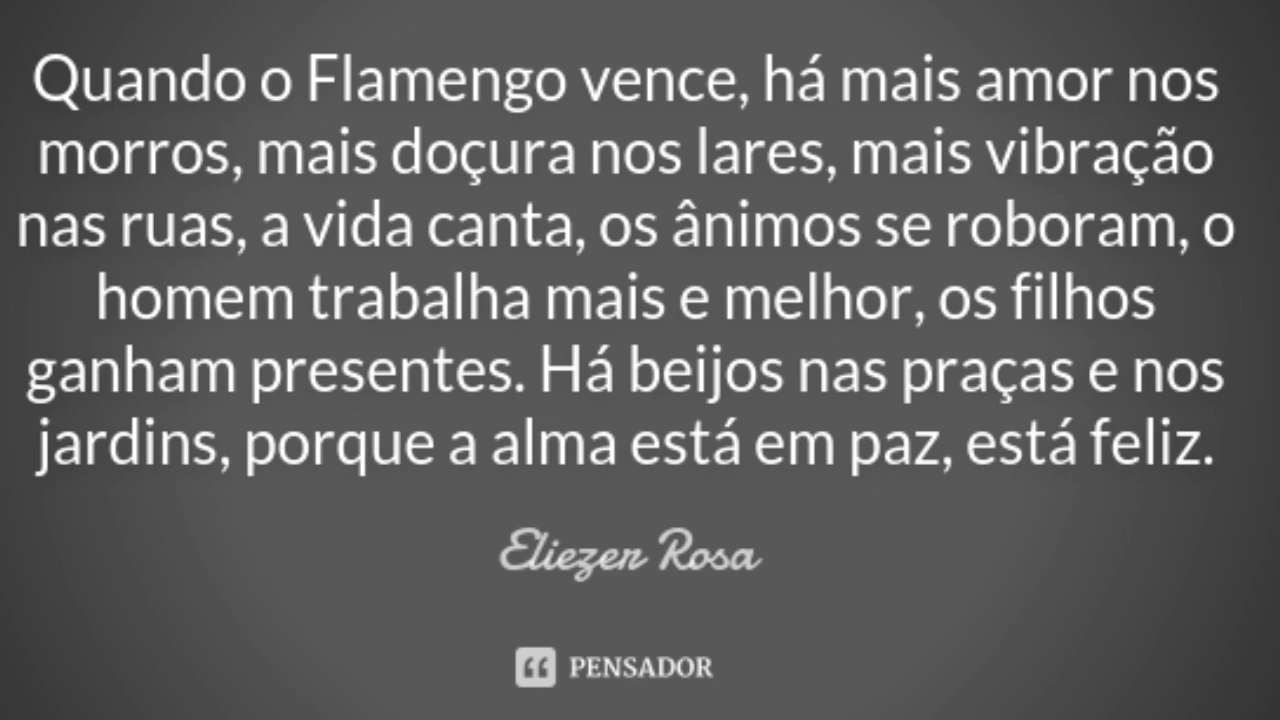 Quando o Flamengo vence, há mais amor nos
morros, mais doçura nos lares, mais vibração
nas ruas, a vida canta, os ânimos se roboram, o
homem trabalha mais e melhor, os filhos
ganham presentes. Há beijos nas praças e nos
jardins, porque a alma está em paz, está feliz.
Eliezer Rosa
PENSADOR